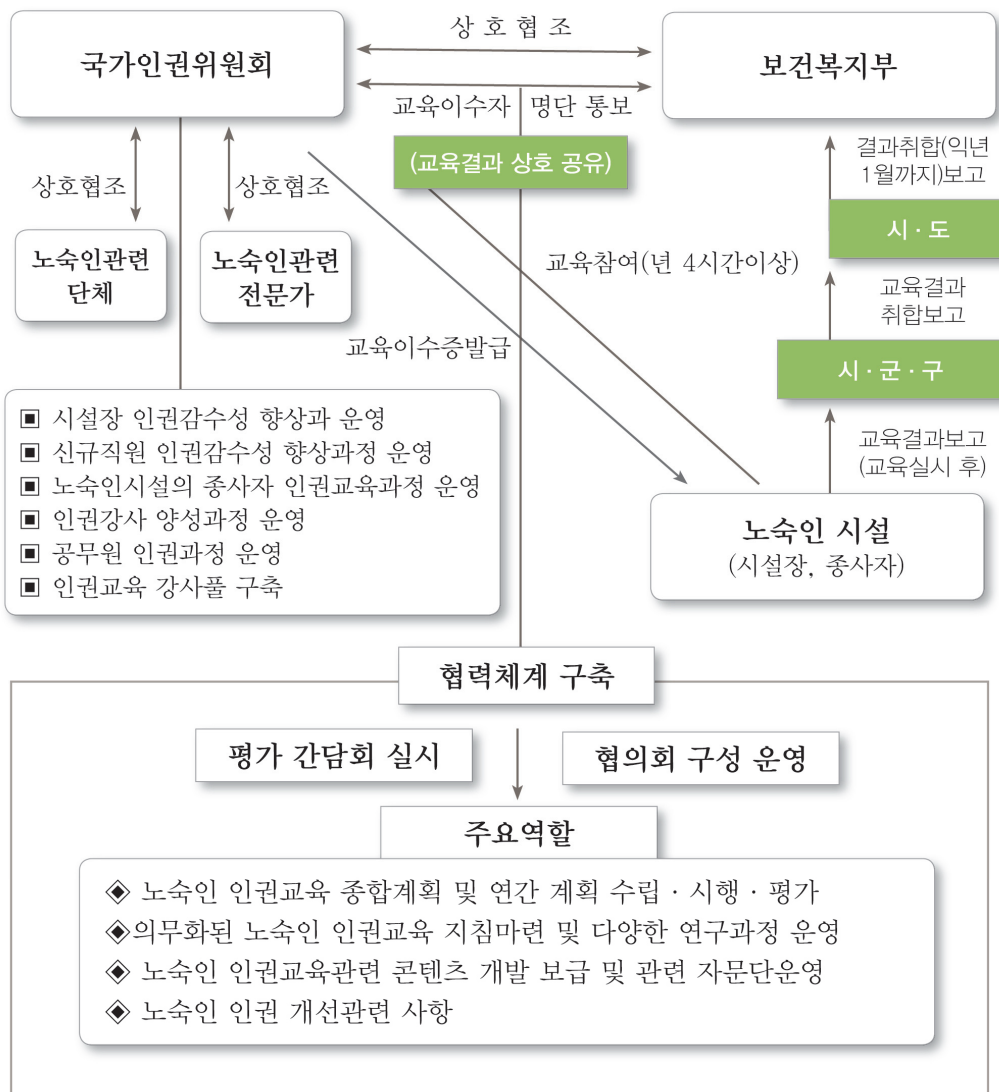 상 호 협 조
국가인권위원회
보건복지부
교육이수자 명단 통보
(교육결과 상호 공유)
결과취합(익년
1월까지)보고
상호협조
상호협조
시 · 도
노숙인관련
단체
노숙인관련
전문가
교육참여(년 4시간이상)
교육결과
취합보고
교육이수증발급
시 · 군 · 구
▣ 시설장 인권감수성 향상과 운영
▣ 신규직원 인권감수성 향상과정 운영
▣ 노숙인시설의 종사자 인권교육과정 운영
▣ 인권강사 양성과정 운영
▣ 공무원 인권과정 운영
▣ 인권교육 강사풀 구축
교육결과보고
(교육실시 후)
노숙인 시설
(시설장, 종사자)
협력체계 구축
평가 간담회 실시
협의회 구성 운영
주요역할
◈ 노숙인 인권교육 종합계획 및 연간 계획 수립 · 시행 · 평가
◈의무화된 노숙인 인권교육 지침마련 및 다양한 연구과정 운영
◈ 노숙인 인권교육관련 콘텐츠 개발 보급 및 관련 자문단운영
◈ 노숙인 인권 개선관련 사항